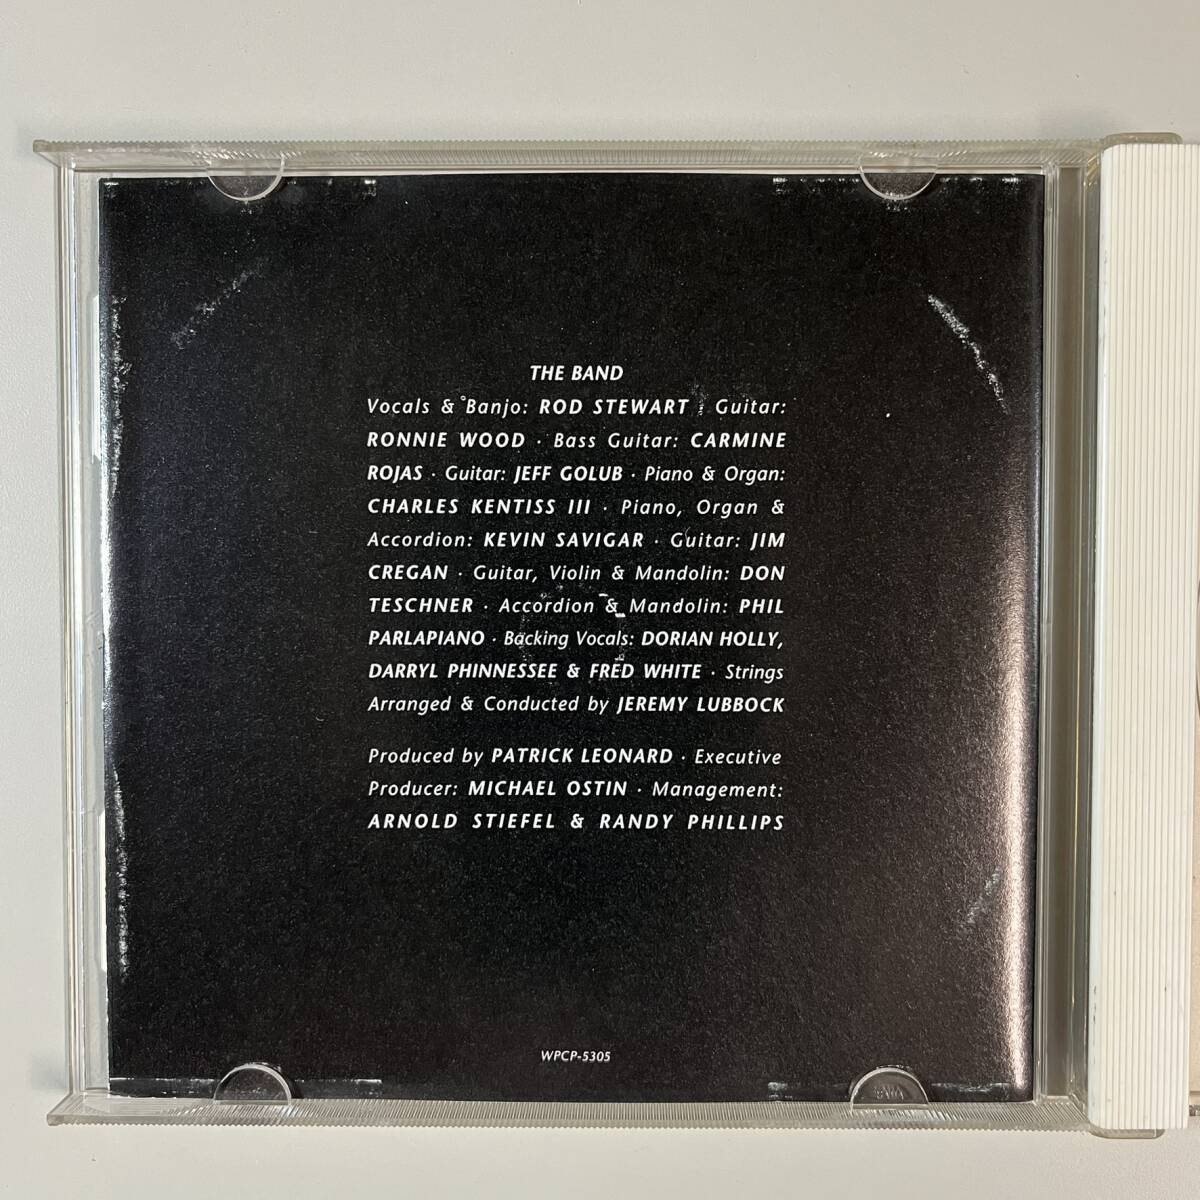 THE BAND
Vocals & Banjo: ROD STEWART · Guitar:
RONNIE WOOD · Bass Guitar: CARMINE
ROJAS · Guitar: JEFF GOLUB · Piano & Organ:
CHARLES KENTISS III · Piano, Organ &
Accordion: KEVIN SAVIGAR · Guitar: JIM
CREGAN · Guitar, Violin & Mandolin: DON
TESCHNER · Accordion & Mandolin: PHIL
PARLAPIANO · Backing Vocals: DORIAN HOLLY,
DARRYL PHINNESSEE & FRED WHITE · Strings
Arranged & Conducted by JEREMY LUBBOCK
Produced by PATRICK LEONARD · Executive
Producer: MICHAEL OSTIN · Management:
ARNOLD STIEFEL & RANDY PHILLIPS
WPCP-5305